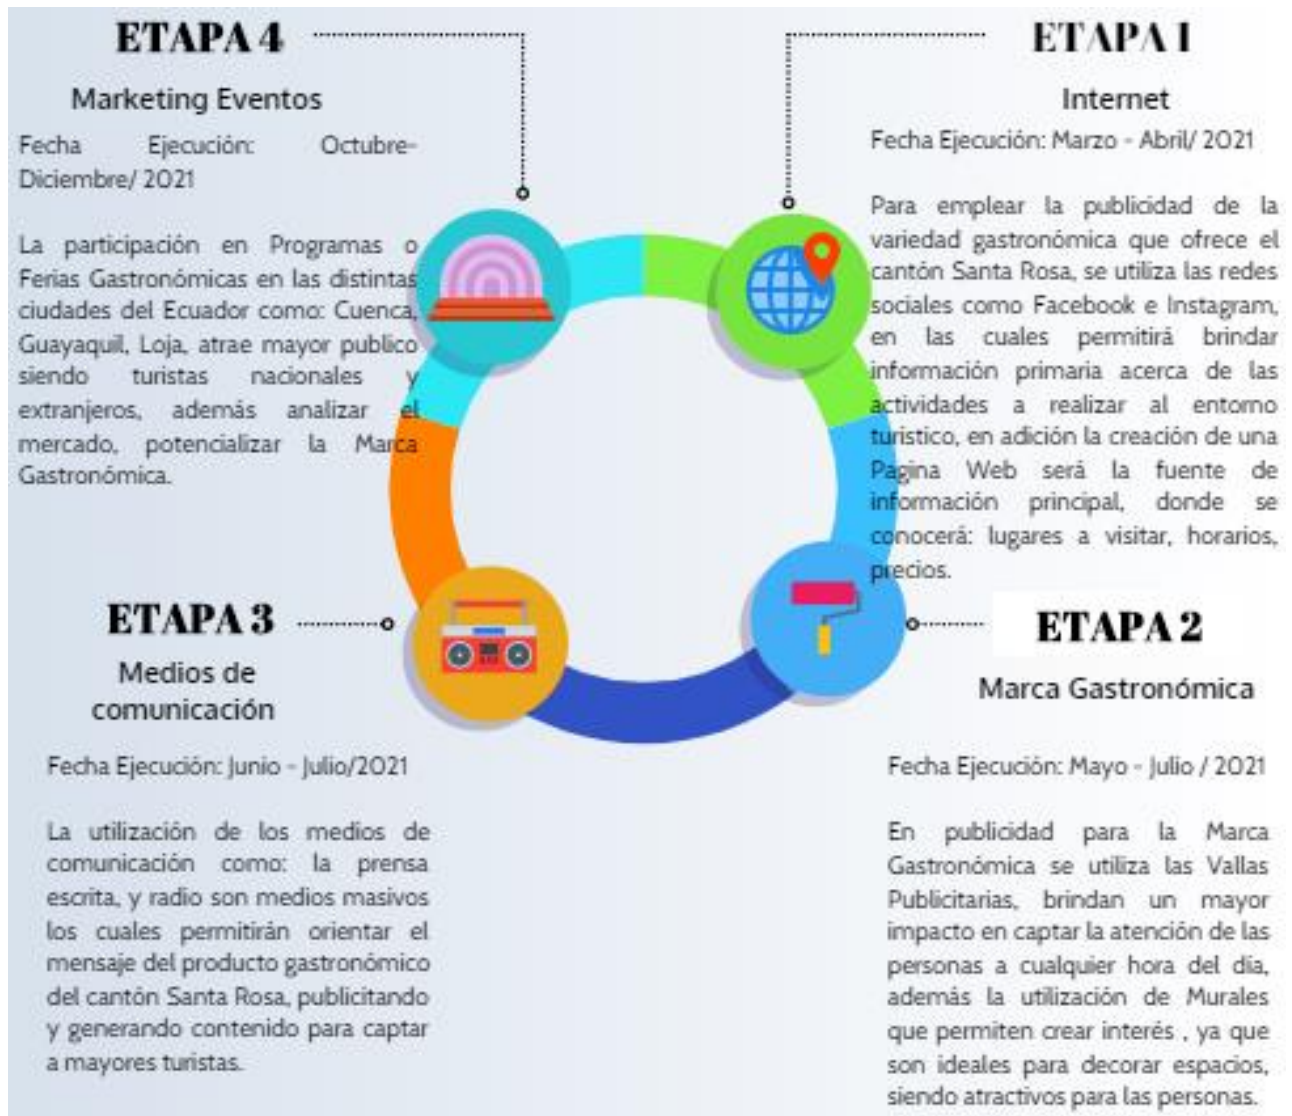 ETAPA 1
Internet
Fecha Ejecución: Marzo - Abril/ 2021
Para emplear la publicidad de la
variedad gastronómica que ofrece el
cantón Santa Rosa, se utiliza las redes
sociales como Facebook e Instagram,
en las cuales permitirá brindar
información primaria acerca de las
actividades a realizar al entorno
turistico, en adición la creación de una
Pagina Web será la fuente de
información principal, donde se
conocerá: lugares a visitar, horarios,
precios.
ETAPA 2
Marca Gastronómica
Fecha Ejecución: Mayo - Julio / 2021
En publicidad para la Marca
Gastronómica se utiliza las Vallas
Publicitarias, brindan un mayor
impacto en captar la atención de las
personas a cualquier hora del día,
además la utilización de Murales
que permiten crear interés , ya que
son ideales para decorar espacios,
siendo atractivos para las personas.
ETAPA 3
Medios de
comunicación
Fecha Ejecución: Junio - Julio/2021
La utilización de los medios de
comunicación como: la prensa
escrita, y radio son medios masivos
los cuales permitirán orientar el
mensaje del producto gastronómico
del cantón Santa Rosa, publicitando
y generando contenido para captar
a mayores turistas.
ETAPA 4
Marketing Eventos
Fecha Ejecución: Octubre-
Diciembre/ 2021
La participación en Programas o
Ferias Gastronómicas en las distintas
ciudades del Ecuador como: Cuenca,
Guayaquil, Loja, atrae mayor publico
siendo turistas nacionales y
extranjeros, además analizar el
mercado, potencializar la Marca
Gastronómica.